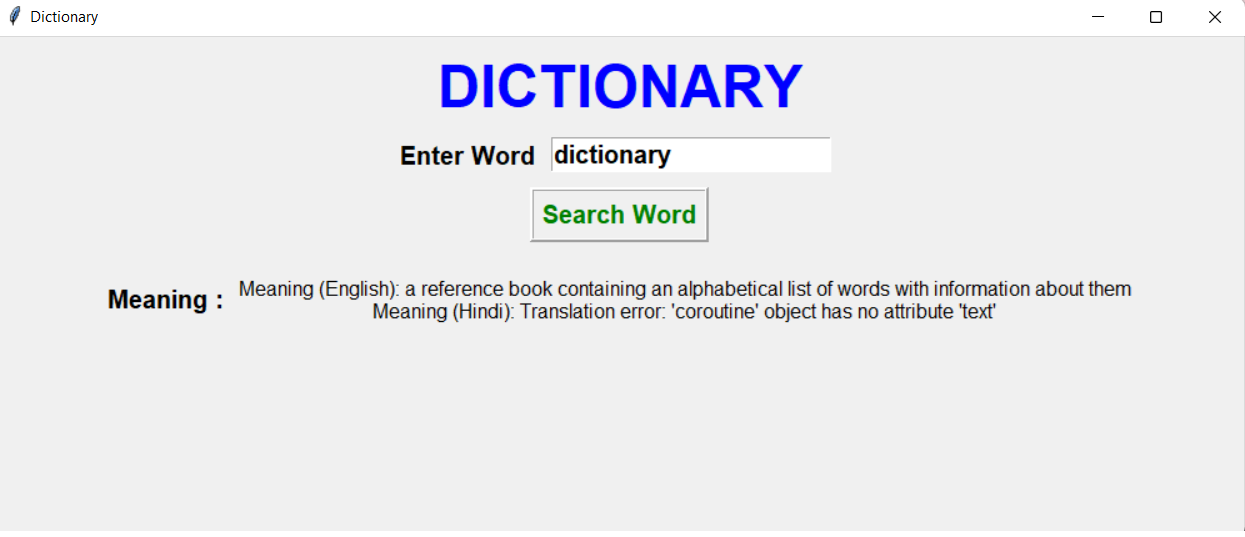 Dictionary
DICTIONARY
Enter Word dictionary
Search Word
Meaning : Meaning (English): a reference book containing an alphabetical list of words with information about them
Meaning (Hindi): Translation error: 'coroutine' object has no attribute 'text'